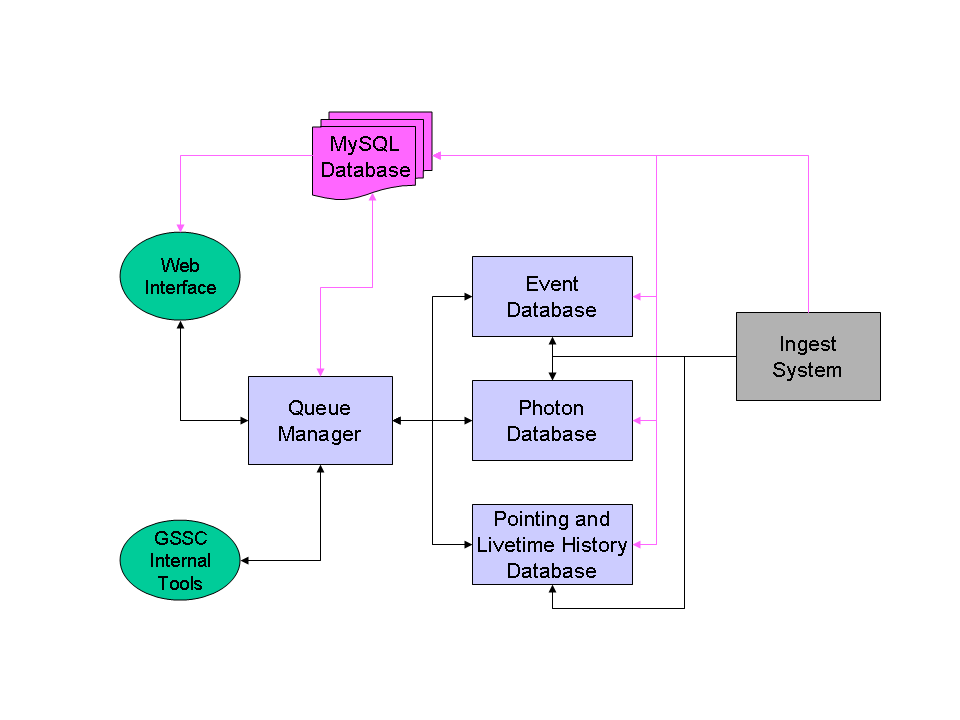 MySQL
Database
Web
Interface
Event
Database
Ingest
System
Queue
Manager
Photon
Database
Pointing and
Livetime History
Database
GSSC
Internal
Tools